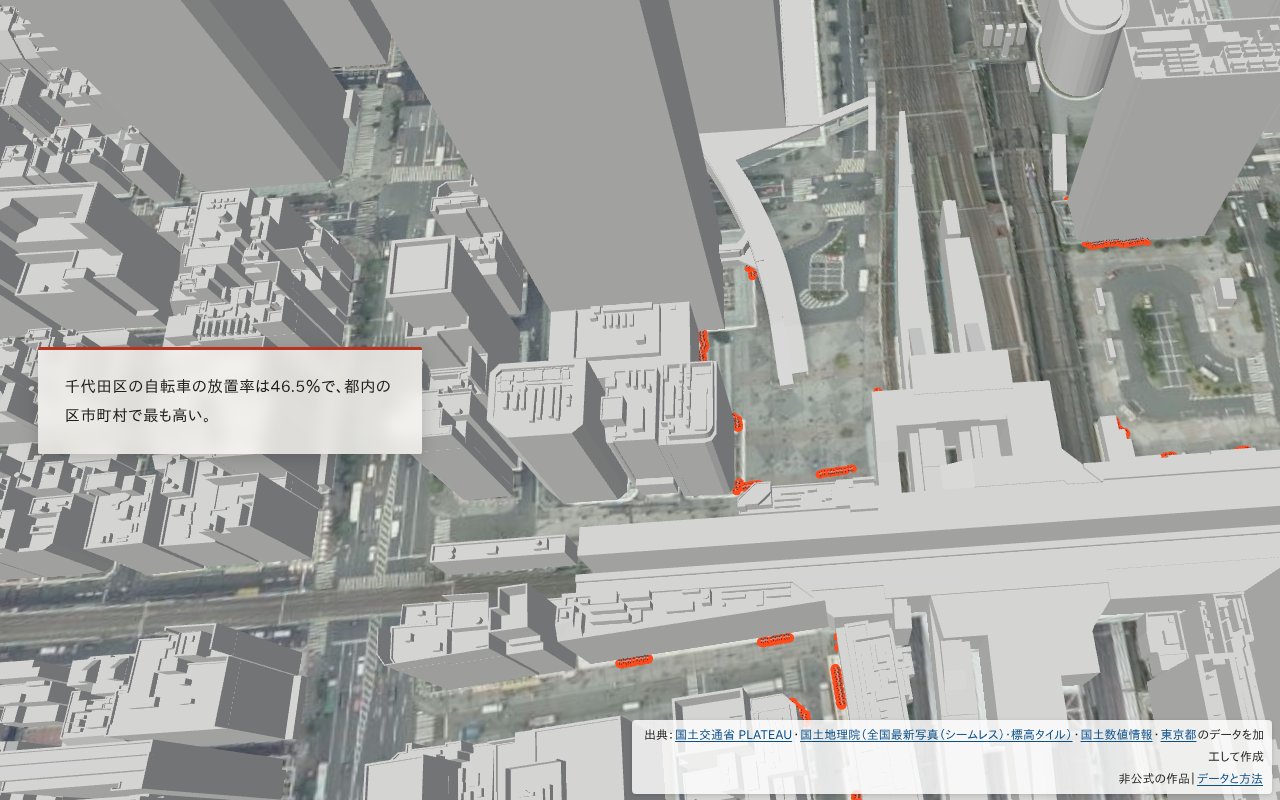 千代田区の自転車の放置率は46.5%で、都内の
区市町村で最も高い。
出典: 国土交通省 PLATEAU・国土地理院（全国最新写真（シームレス）・標高タイル）・国土数値情報・東京都のデータを加
工して作成
非公式の作品|データと方法